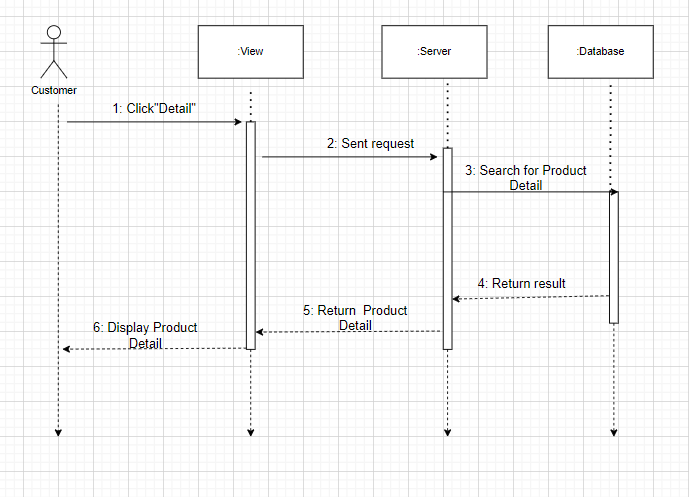 :View
:Server
:Database
Customer
1: Click"Detail"
2: Sent request
3: Search for Product
Detail
4: Return result
5: Return Product
Detail
6: Display Product
Detail